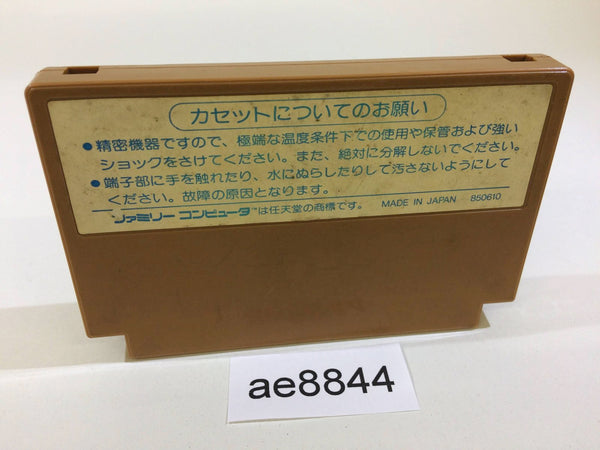 カセットについてのお願い
●精密機器ですので、極端な温度条件下での使用や保管および強い
ショックをさけてください。また、絶対に分解しないでください。
●端子部に手を触れたり、水にぬらしたりして汚さないようにして
ください。故障の原因となります。
ファミリー コンピュータ™は任天堂の商標です。 MADE IN JAPAN 850610
ae8844